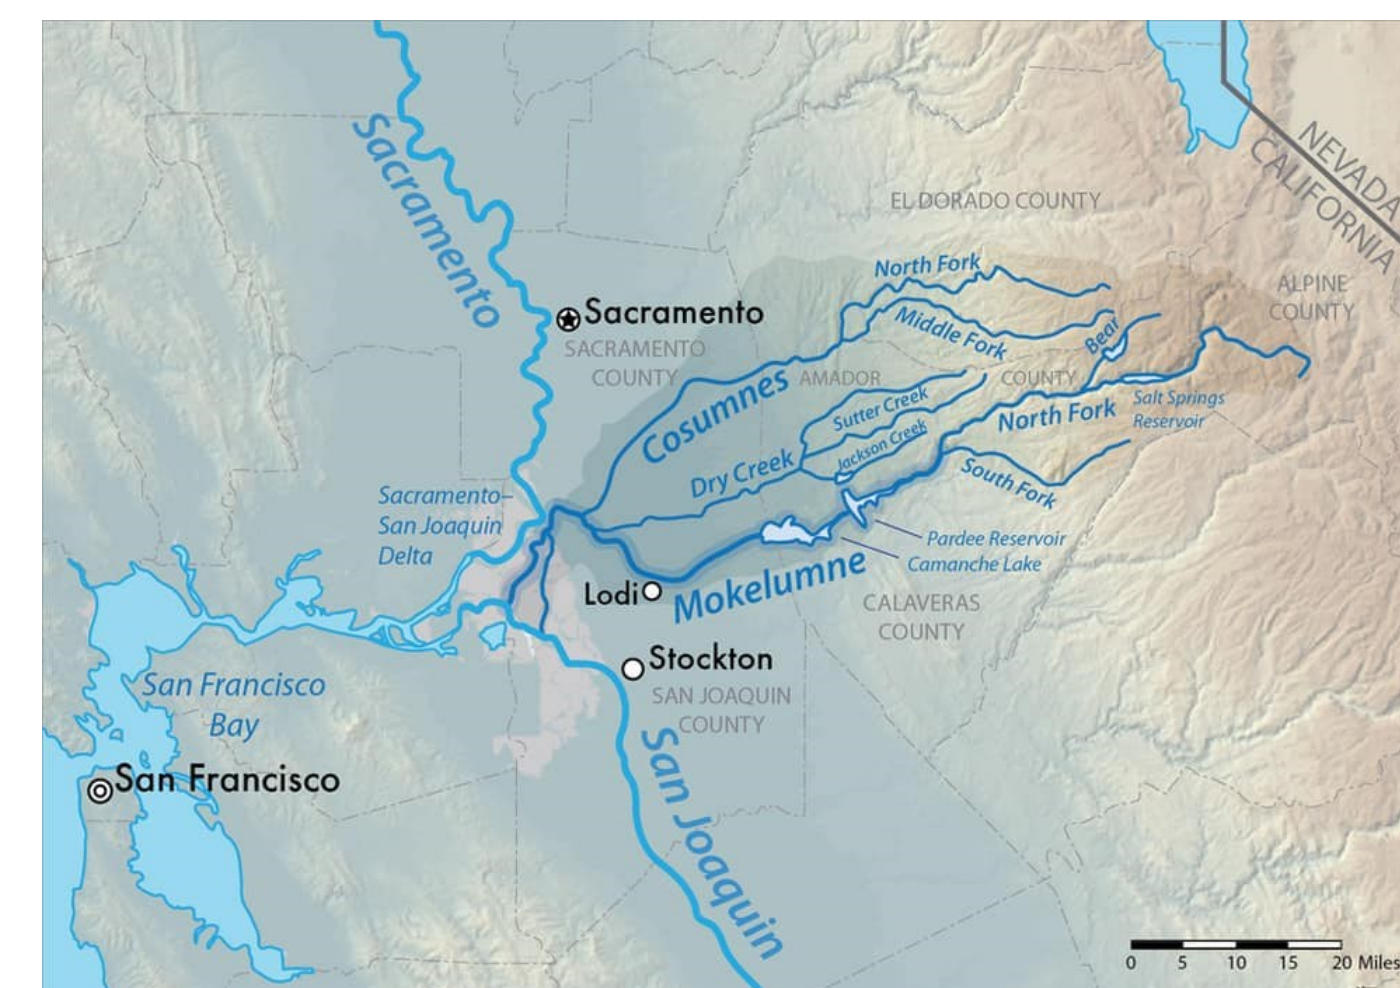 Sacramento
NEVADA
CALIFORNIA
EL DORADO COUNTY
North Fork
ALPINE
COUNTY
Sacramento
SACRAMENTO
COUNTY
Middle Fork
Bear
AMADOR
COUNTY
Cosumnes
Sutter Creek
Salt Springs
Reservoir
North Fork
Jackson Creek
Dry Creek
South Fork
Sacramento–
San Joaquin
Delta
Pardee Reservoir
Camanche Lake
Lodi
Mokelumne
CALAVERAS
COUNTY
Stockton
SAN JOAQUIN
COUNTY
San Francisco
Bay
San Francisco
San Joaquin
0 5 10 15 20 Miles